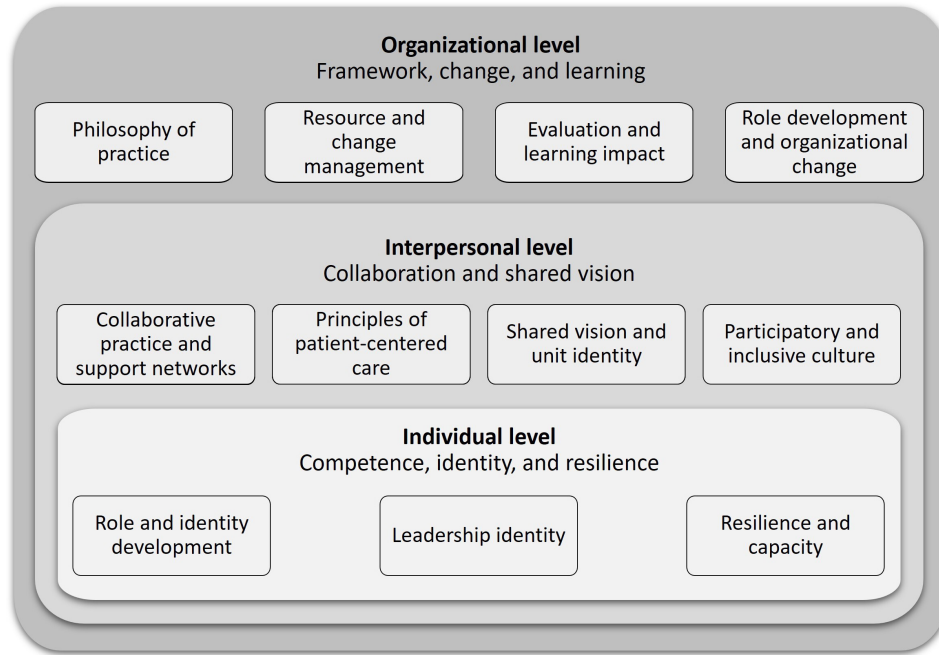 Organizational level
Framework, change, and learning
Philosophy of
practice
Resource and
change
management
Evaluation and
learning impact
Role development
and organizational
change
Interpersonal level
Collaboration and shared vision
Collaborative
practice and
support networks
Principles of
patient-centered
care
Shared vision and
unit identity
Participatory and
inclusive culture
Individual level
Competence, identity, and resilience
Role and identity
development
Leadership identity
Resilience and
capacity